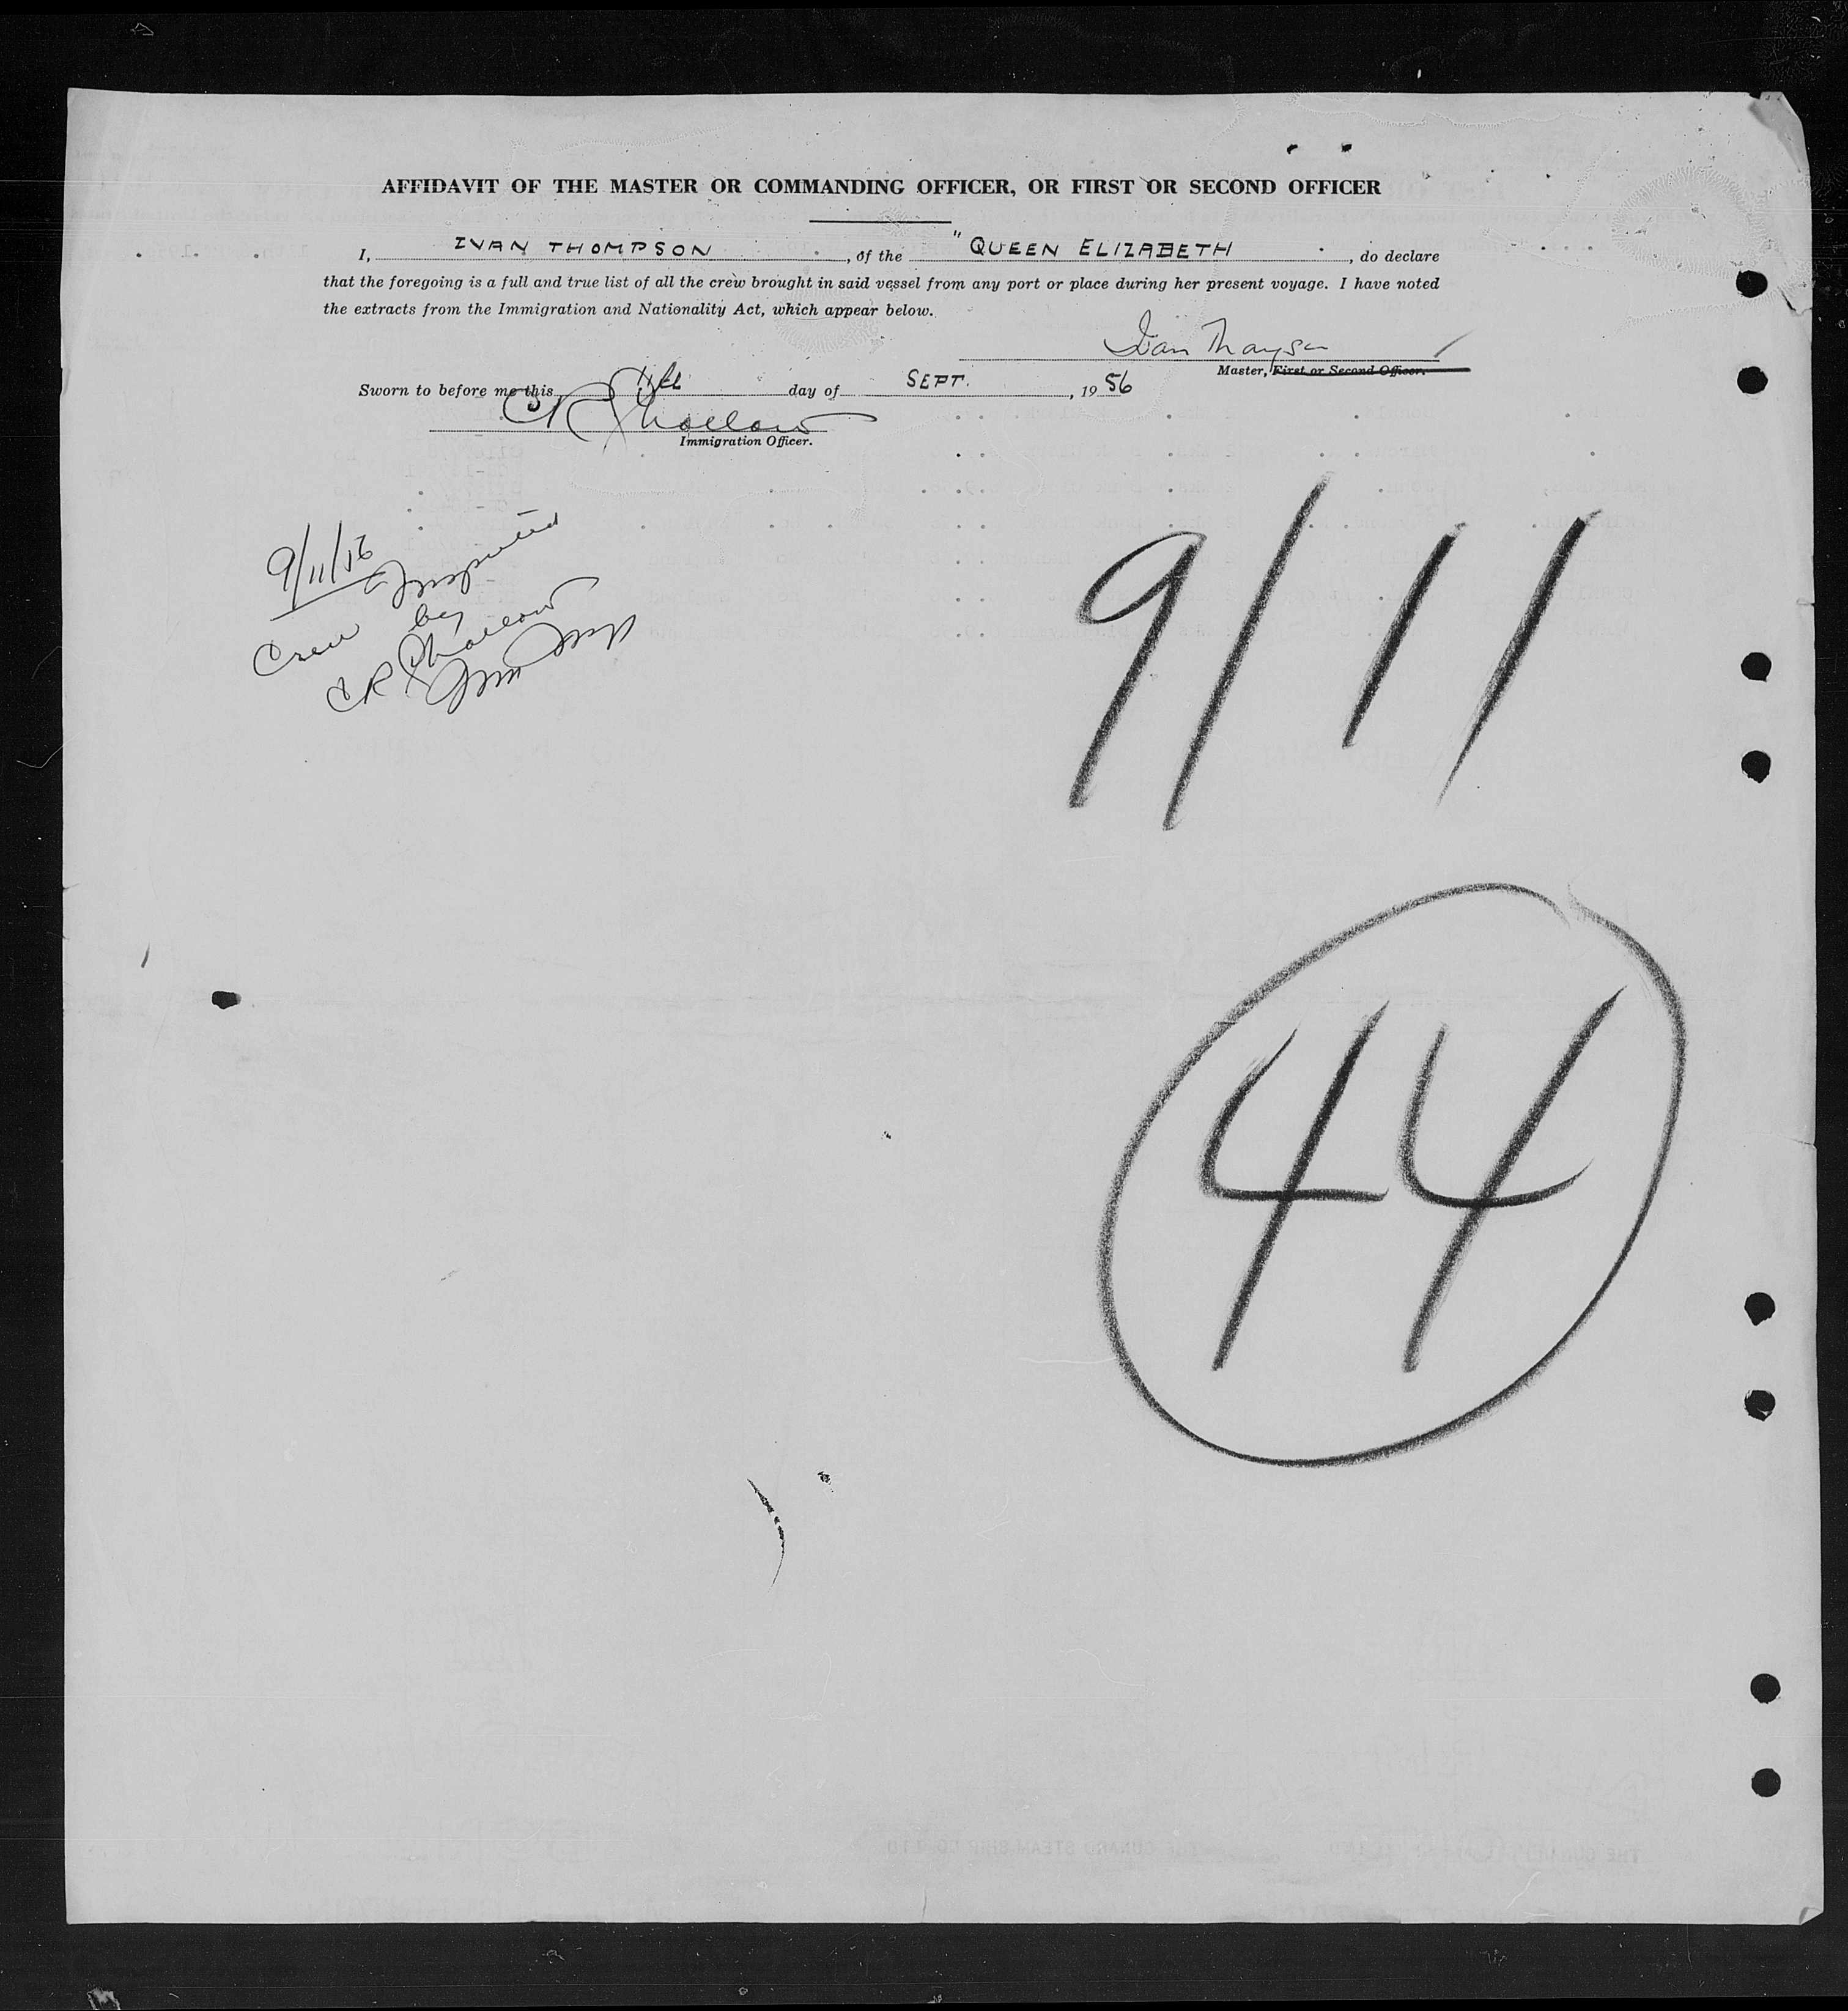 AFFIDAVIT OF THE MASTER OR COMMANDING OFFICER, OR FIRST OR SECOND OFFICER
I, IVAN THOMPSON, of the "QUEEN ELIZABETH, do declare
that the foregoing is a full and true list of all the crew brought in said vessel from any port or place during her present voyage. I have noted
the extracts from the Immigration and Nationality Act, which appear below.
Ivan Thompson
Master, First or Second Officer.
Sworn to before me this 11th day of SEPT., 1956
Immigration Officer.
9/11/56
Crew Inspected
by
9/11
44